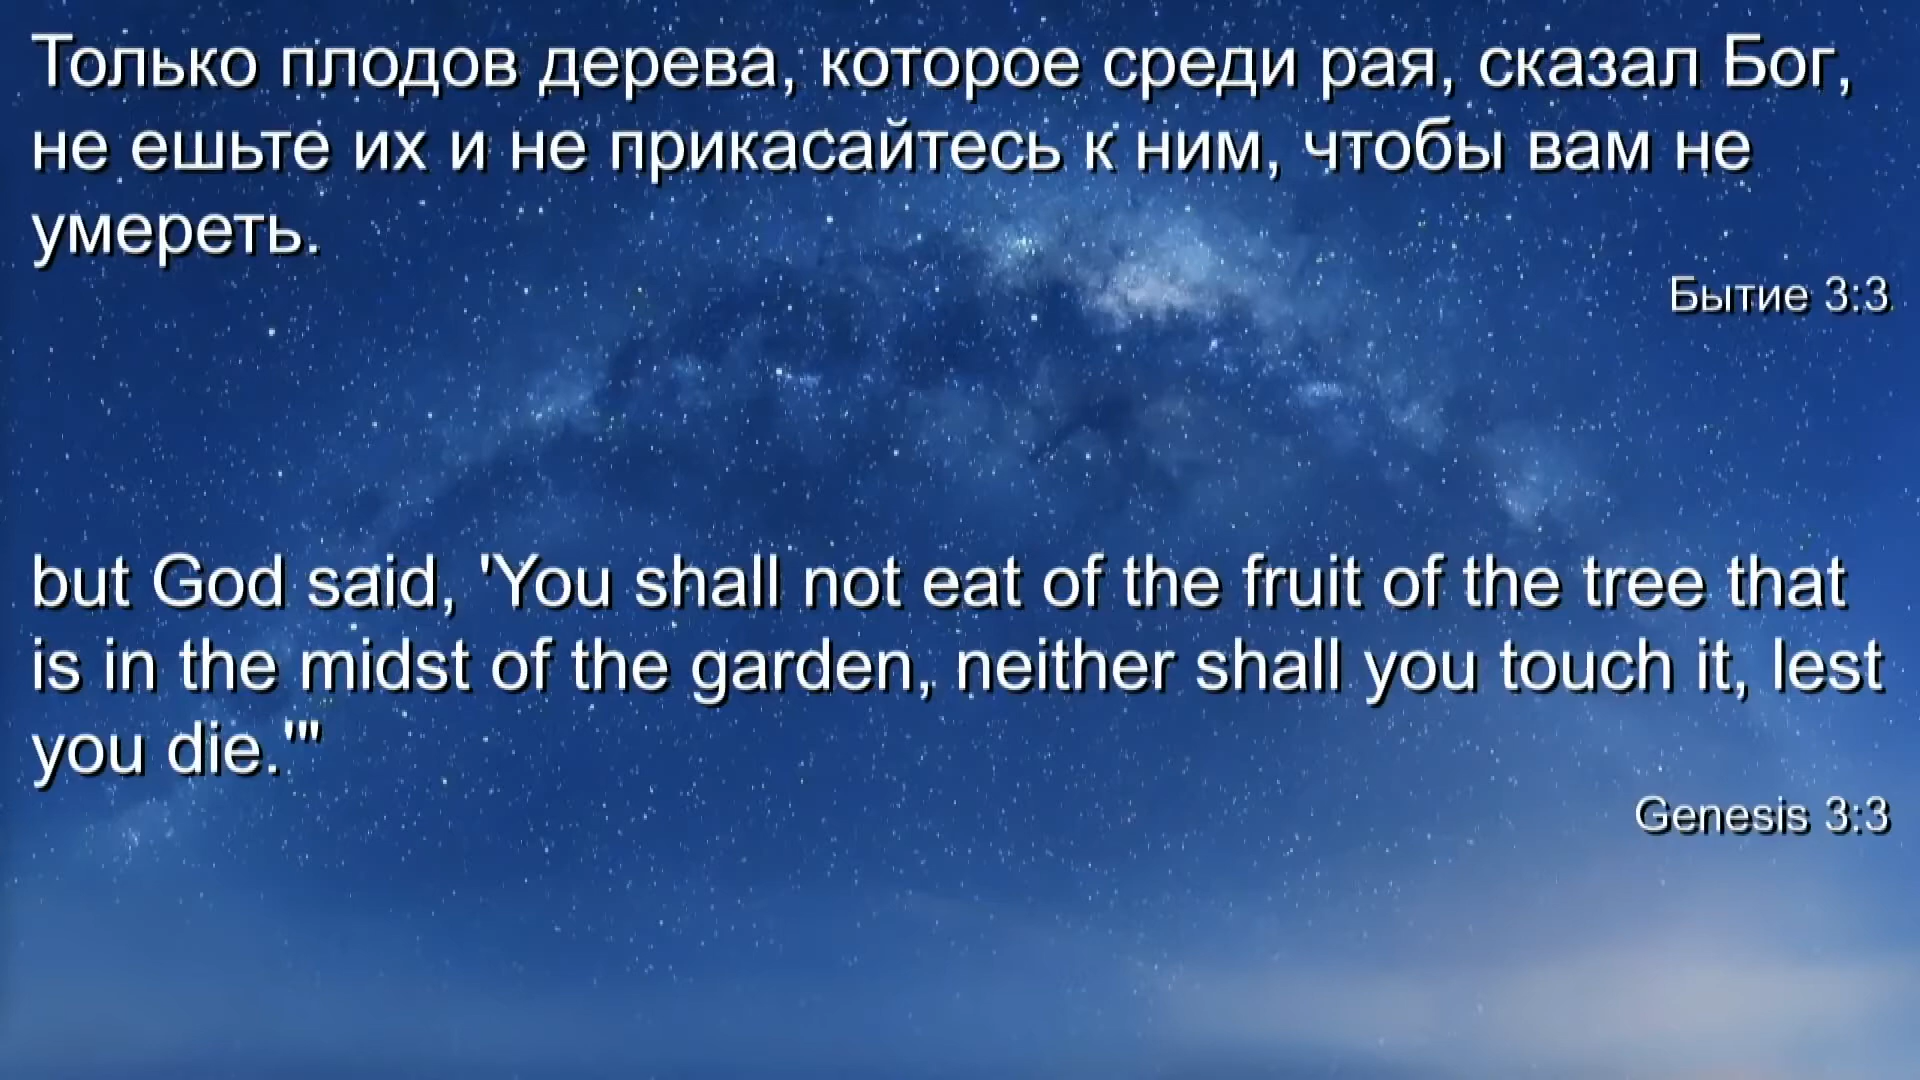 Только плодов дерева, которое среди рая, сказал Бог,
не ешьте их и не прикасайтесь к ним, чтобы вам не
умереть.
Бытие 3:3
but God said, 'You shall not eat of the fruit of the tree that
is in the midst of the garden, neither shall you touch it, lest
you die.'"
Genesis 3:3